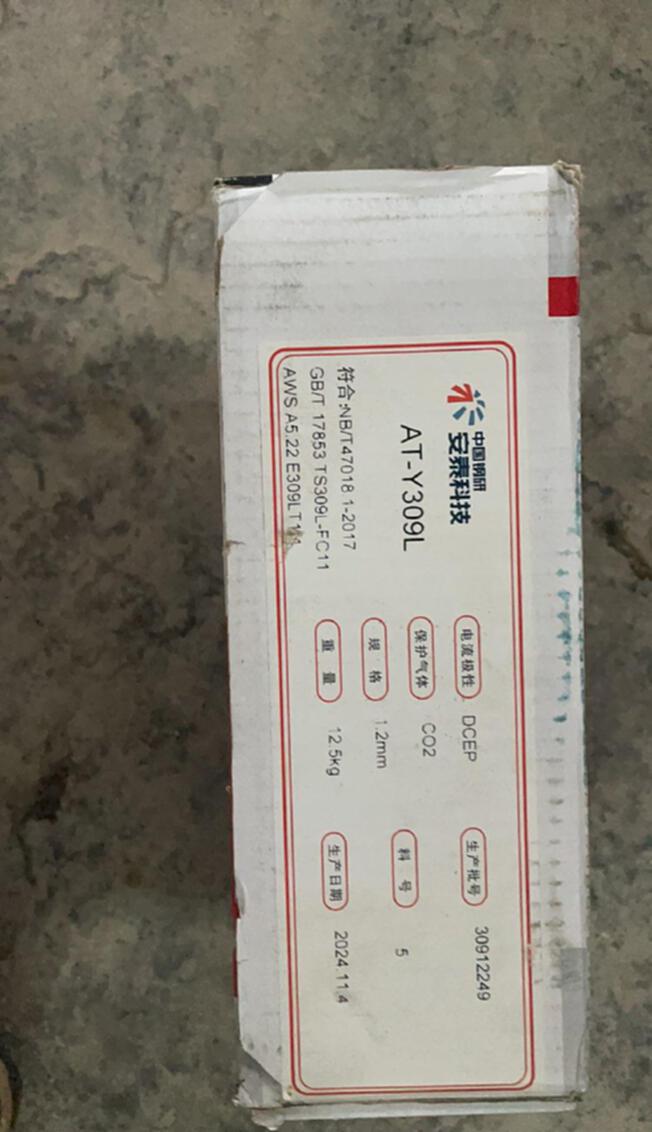 中国钢研
安泰科技
AT-Y309L
符合:NB/T47018.1-2017
GB/T 17853 TS309L-FC11
AWS A5.22 E309LT1-1
电流极性 DCEP
保护气体 CO2
规格 1.2mm
重量 12.5kg
生产批号 30912249
料号 5
生产日期 2024.11.4